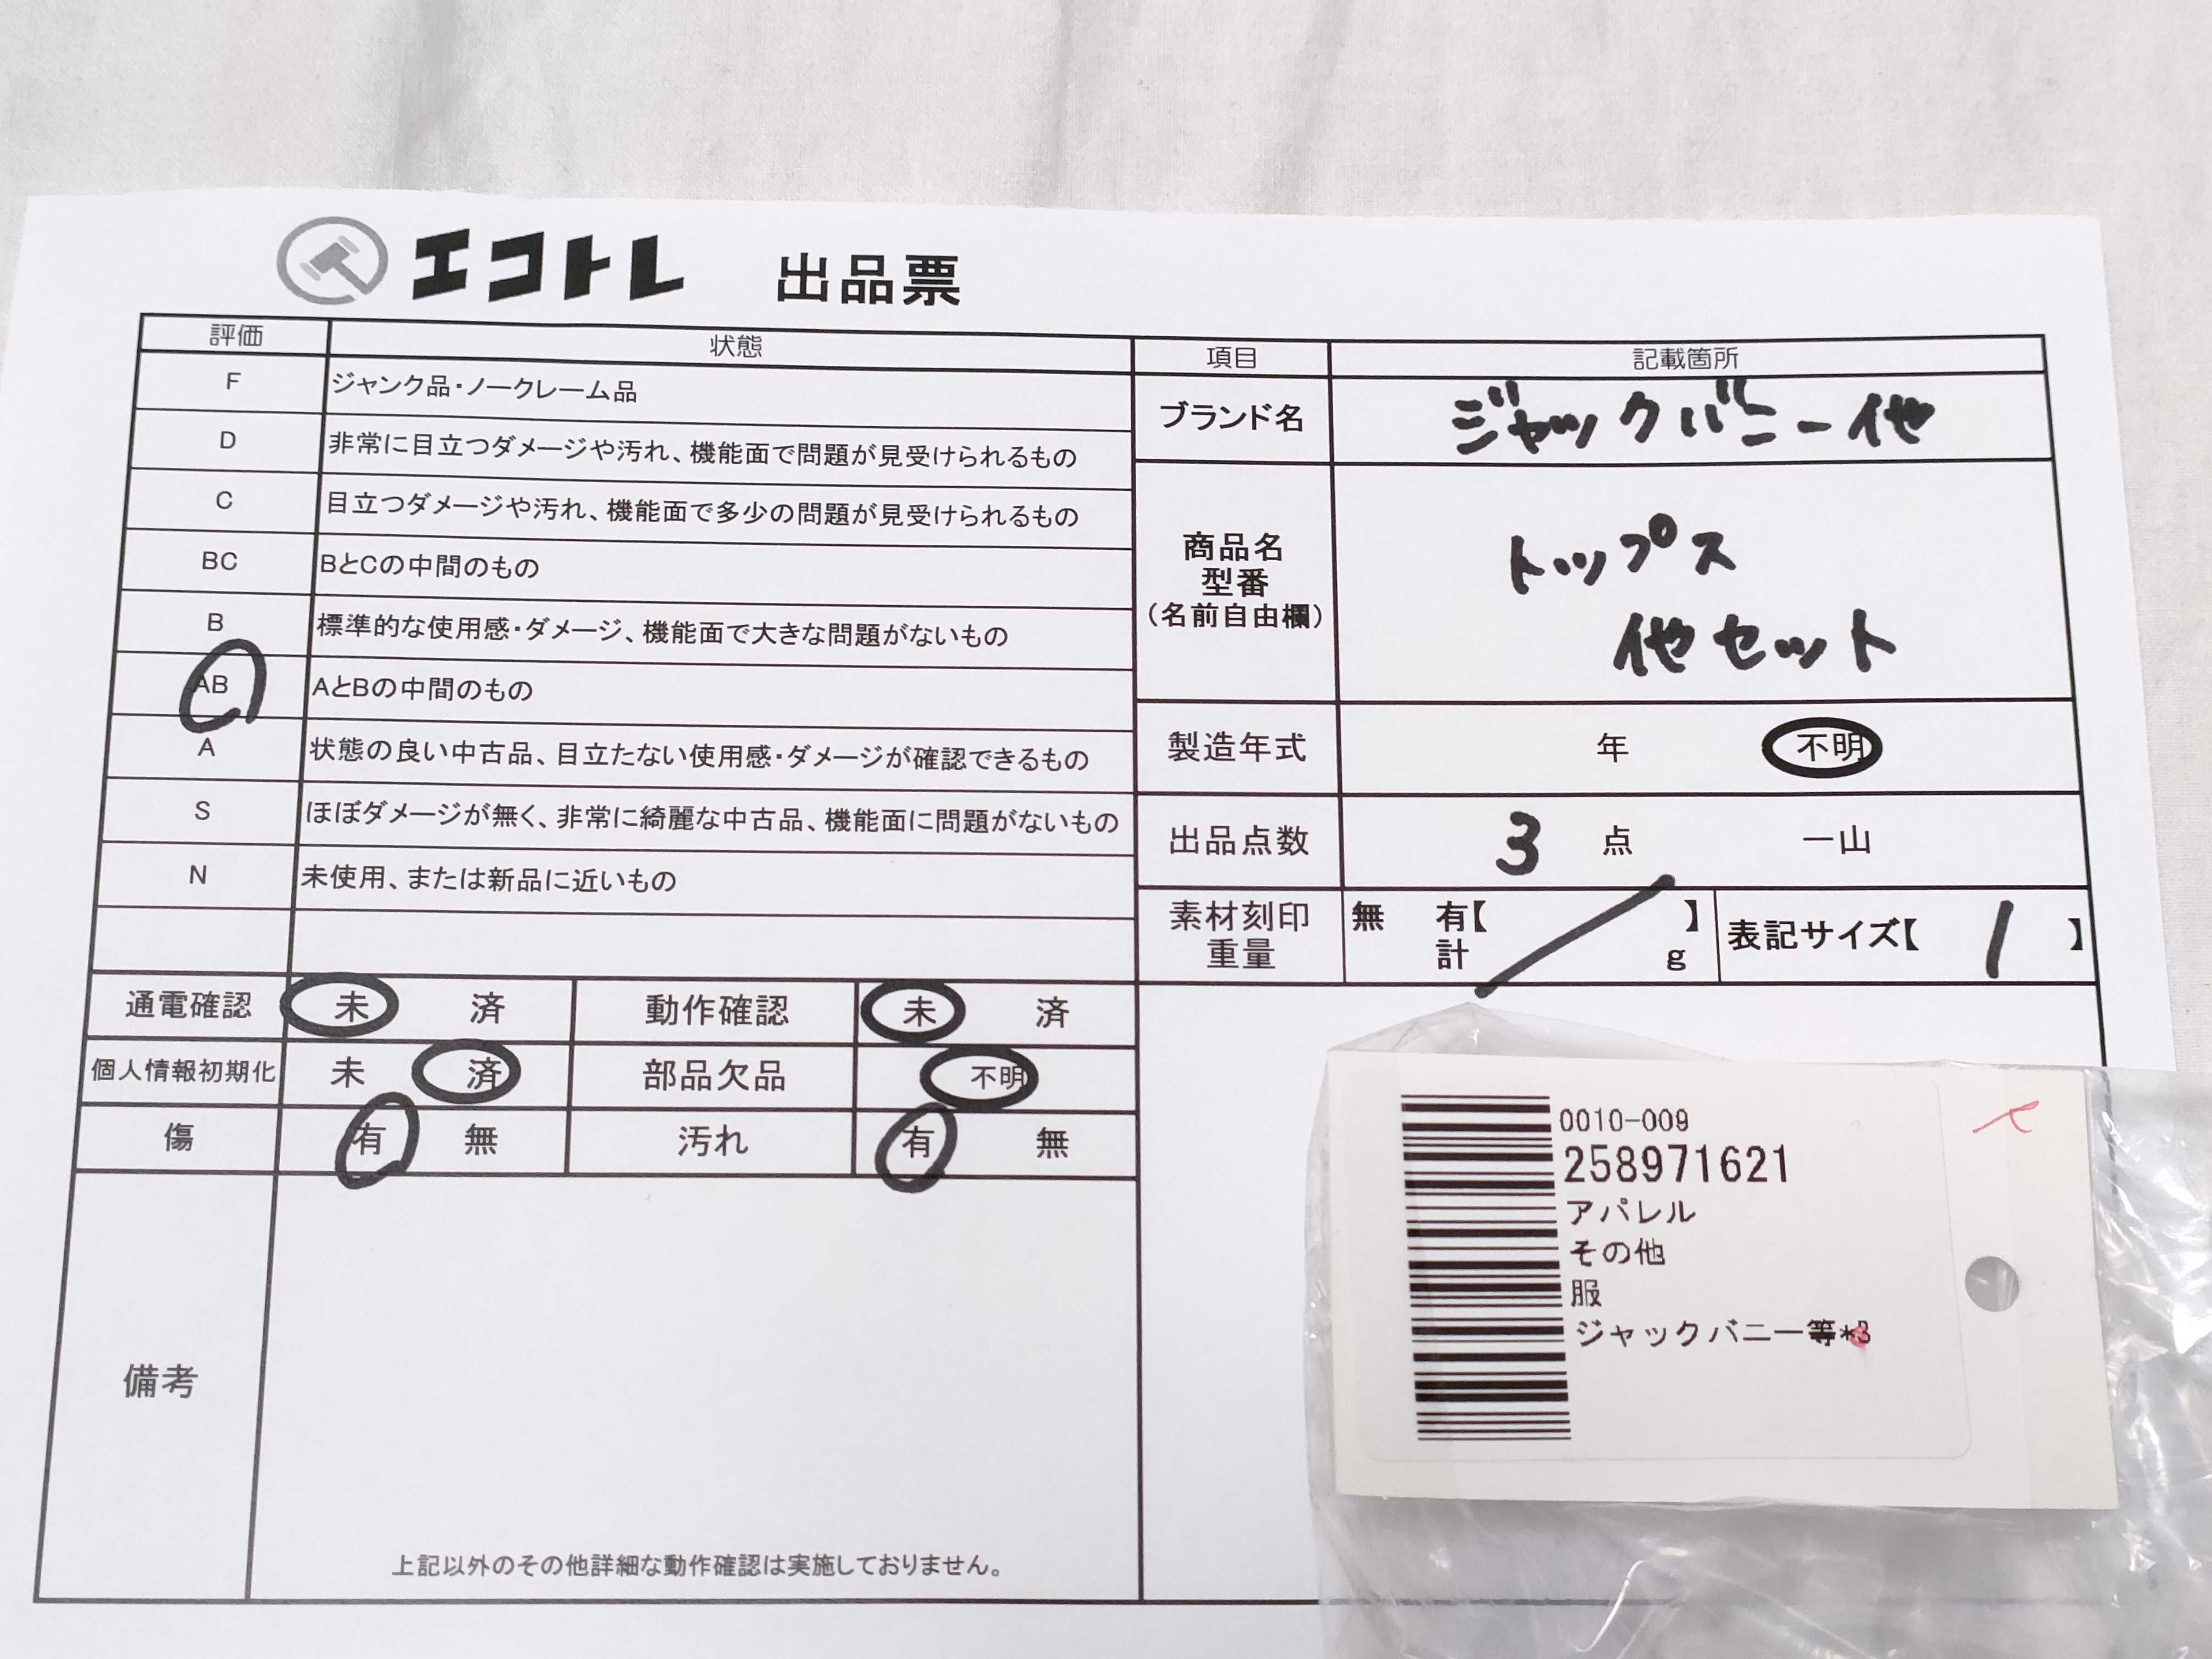 エコトレ 出品票
評価 状態
F ジャンク品・ノークレーム品
D 非常に目立つダメージや汚れ、機能面で問題が見受けられるもの
C 目立つダメージや汚れ、機能面で多少の問題が見受けられるもの
BC BとCの中間のもの
B 標準的な使用感・ダメージ、機能面で大きな問題がないもの
AB AとBの中間のもの
A 状態の良い中古品、目立たない使用感・ダメージが確認できるもの
S ほぼダメージが無く、非常に綺麗な中古品、機能面に問題がないもの
N 未使用、または新品に近いもの
通電確認 未 済 動作確認 未 済
個人情報初期化 未 済 部品欠品 不明
傷 有 無 汚れ 有 無
備考
上記以外のその他詳細な動作確認は実施しておりません。
項目 記載箇所
ブランド名 ジャックバニー他
商品名
型番
(名前自由欄)
トップス
他セット
製造年式 年 不明
出品点数 3 点 一山
素材刻印 無 有【 】
重量 計 g
表記サイズ【 / 】
0010-009
258971621
アパレル
その他
服
ジャックバニー等*3